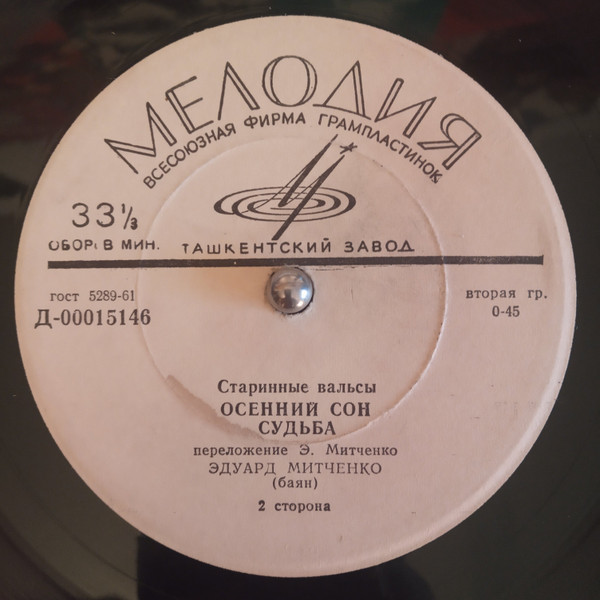 МЕЛОДИЯ
ВСЕСОЮЗНАЯ ФИРМА ГРАМПЛАСТИНОК
33⅓
ОБОР. В МИН. ТАШКЕНТСКИЙ ЗАВОД
гост 5289-61
Д-00015146
вторая гр.
0-45
Старинные вальсы
ОСЕННИЙ СОН
СУДЬБА
переложение Э. Митченко
ЭДУАРД МИТЧЕНКО
(баян)
2 сторона